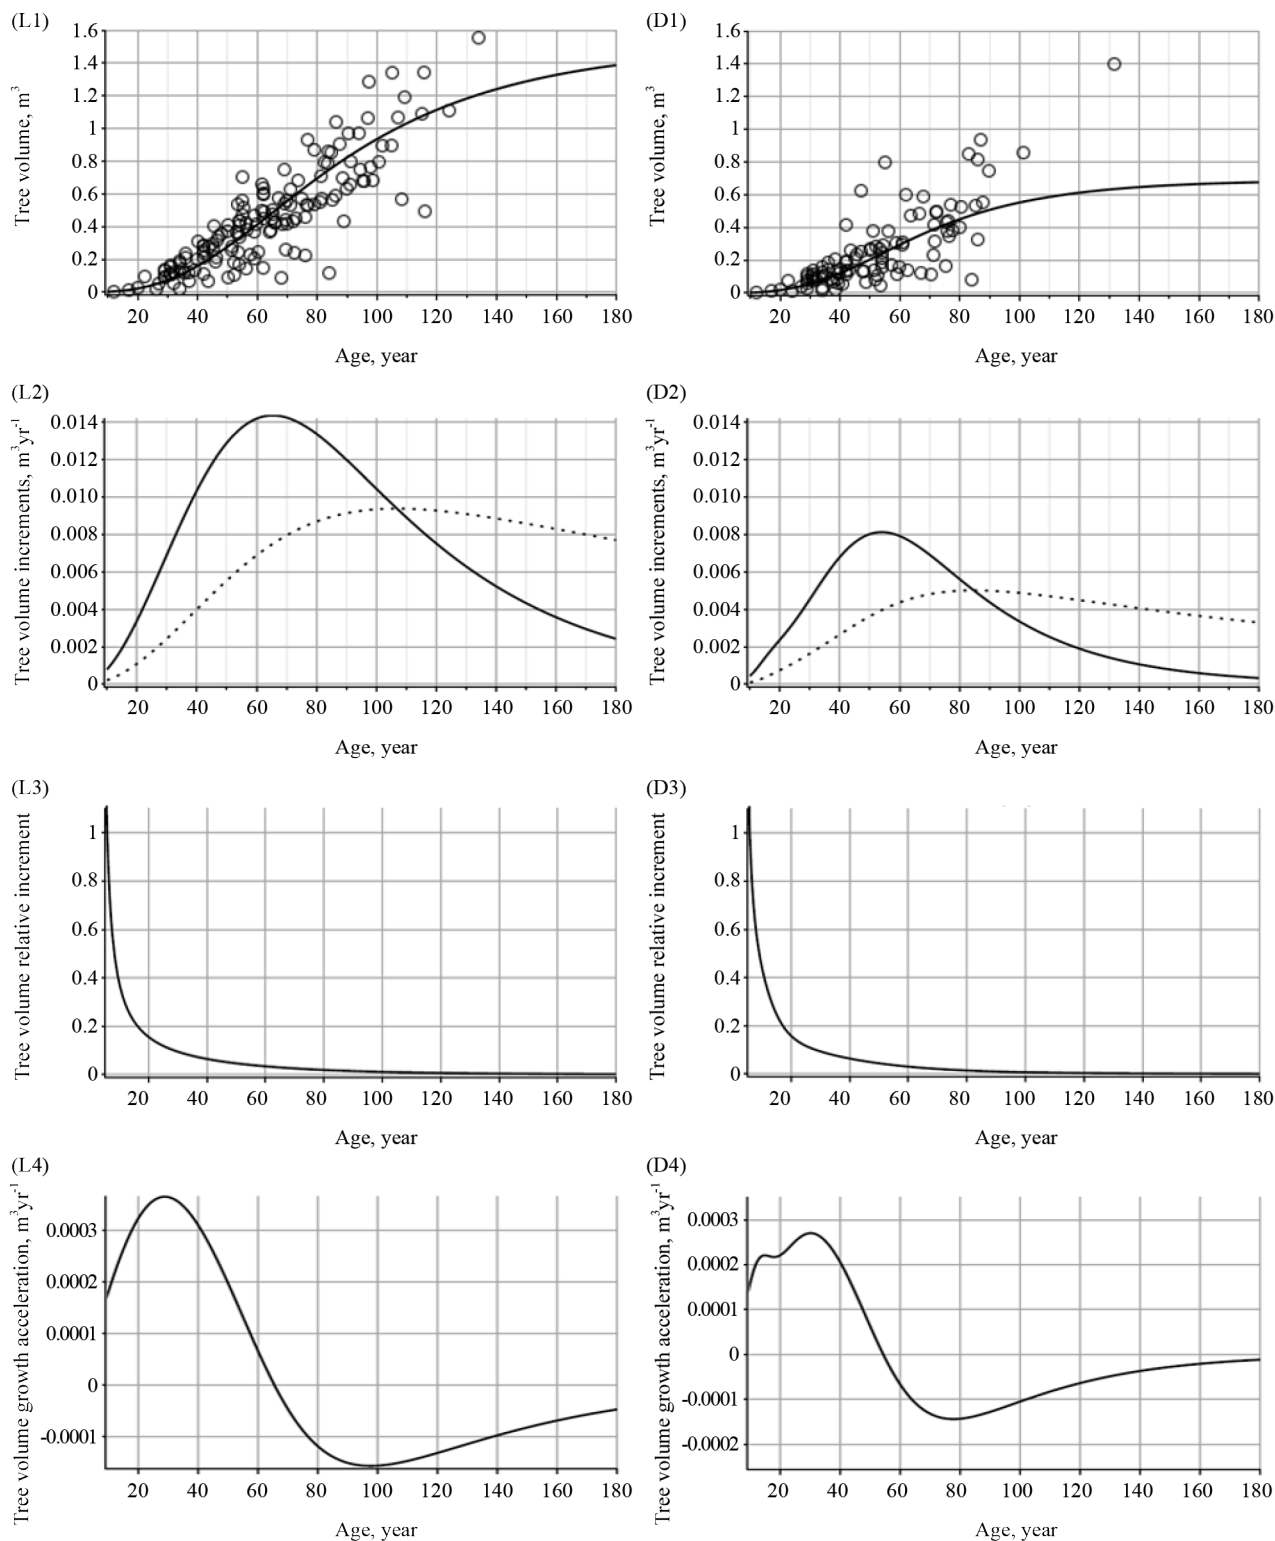 (L1)
Tree volume, m³
1.6
1.4
1.2
1
0.8
0.6
0.4
0.2
0
20 40 60 80 100 120 140 160 180
Age, year
(D1)
Tree volume, m³
1.6
1.4
1.2
1
0.8
0.6
0.4
0.2
0
20 40 60 80 100 120 140 160 180
Age, year
(L2)
Tree volume increments, m³yr⁻¹
0.014
0.012
0.010
0.008
0.006
0.004
0.002
0
20 40 60 80 100 120 140 160 180
Age, year
(D2)
Tree volume increments, m³yr⁻¹
0.014
0.012
0.010
0.008
0.006
0.004
0.002
0
20 40 60 80 100 120 140 160 180
Age, year
(L3)
Tree volume relative increment
1
0.8
0.6
0.4
0.2
0
20 40 60 80 100 120 140 160 180
Age, year
(D3)
Tree volume relative increment
1
0.8
0.6
0.4
0.2
0
20 40 60 80 100 120 140 160 180
Age, year
(L4)
Tree volume growth acceleration, m³yr⁻¹
0.0003
0.0002
0.0001
0
-0.0001
20 40 60 80 100 120 140 160 180
Age, year
(D4)
Tree volume growth acceleration, m³yr⁻¹
0.0003
0.0002
0.0001
0
-0.0001
-0.0002
20 40 60 80 100 120 140 160 180
Age, year